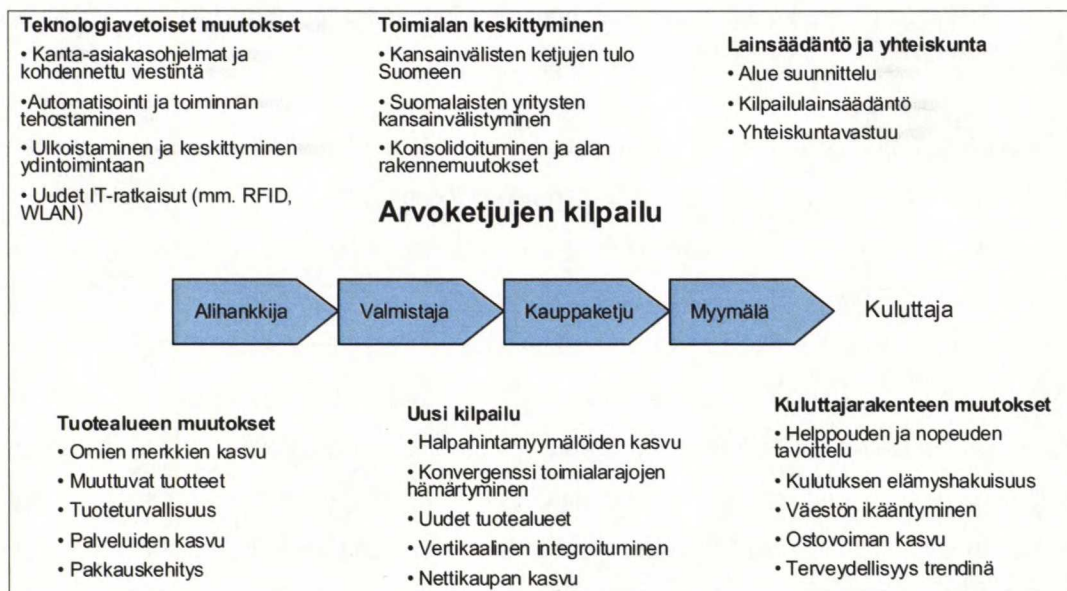 Teknologiavetoiset muutokset
• Kanta-asiakasohjelmat ja
kohdennettu viestintä
•Automatisointi ja toiminnan
tehostaminen
• Ulkoistaminen ja keskittyminen
ydintoimintaan
• Uudet IT-ratkaisut (mm. RFID,
WLAN)
Toimialan keskittyminen
• Kansainvälisten ketjujen tulo
Suomeen
• Suomalaisten yritysten
kansainvälistyminen
• Konsolidoituminen ja alan
rakennemuutokset
Lainsäädäntö ja yhteiskunta
• Alue suunnittelu
• Kilpailulainsäädäntö
• Yhteiskuntavastuu
Arvoketjujen kilpailu
Alihankkija
Valmistaja
Kauppaketju
Myymälä
Kuluttaja
Tuotealueen muutokset
• Omien merkkien kasvu
• Muuttuvat tuotteet
• Tuoteturvallisuus
• Palveluiden kasvu
• Pakkauskehitys
Uusi kilpailu
• Halpahintamyymälöiden kasvu
• Konvergenssi toimialarajojen
hämärtyminen
• Uudet tuotealueet
• Vertikaalinen integroituminen
• Nettikaupan kasvu
Kuluttajarakenteen muutokset
• Helppouden ja nopeuden
tavoittelu
• Kulutuksen elämyshakuisuus
• Väestön ikääntyminen
• Ostovoiman kasvu
• Terveydellisyys trendinä